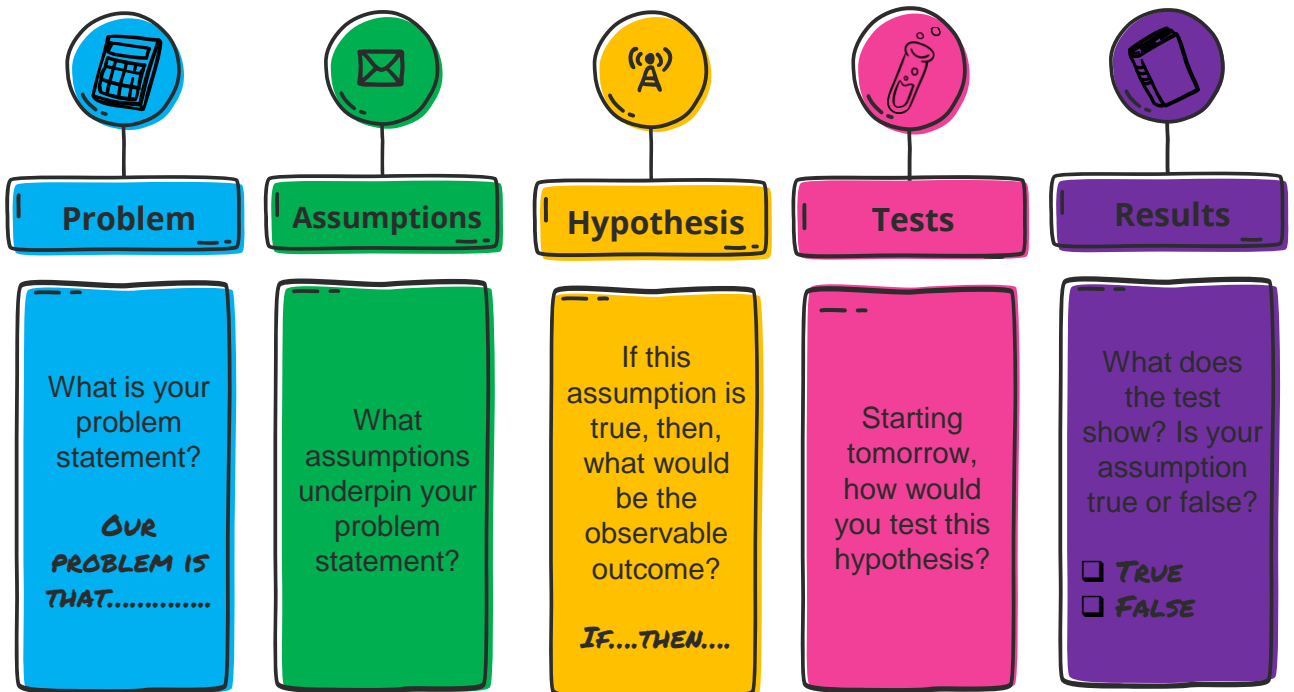 Problem
Assumptions
Hypothesis
Tests
Results
What is your
problem
statement?
OUR
PROBLEM IS
THAT...............
What
assumptions
underpin your
problem
statement?
If this
assumption is
true, then,
what would
be the
observable
outcome?
IF....THEN....
Starting
tomorrow,
how would
you test this
hypothesis?
What does
the test
show? Is your
assumption
true or false?
❑ TRUE
❑ FALSE